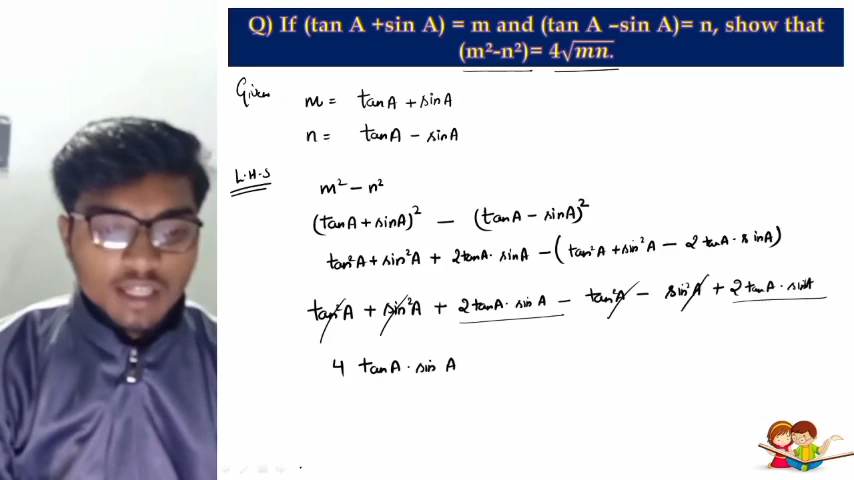 Q) If (tan A +sin A) = m and (tan A –sin A)= n, show that
(m²-n²)= 4√mn.
Given m = tanA + sinA
n = tanA - sinA
L.H.S
m² - n²
(tanA + sinA)² - (tanA - sinA)²
tan²A + sin²A + 2tanA · sinA - (tan²A + sin²A - 2 tanA · sinA)
tan²A + sin²A + 2tanA · sin A - tan²A - sin²A + 2 tanA · sinA
4 tanA · sin A